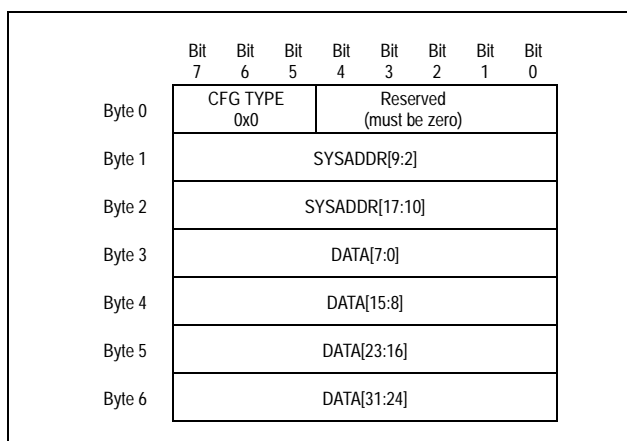 Bit Bit Bit Bit Bit Bit Bit Bit
7 6 5 4 3 2 1 0
Byte 0 CFG TYPE Reserved
0x0 (must be zero)
Byte 1 SYSADDR[9:2]
Byte 2 SYSADDR[17:10]
Byte 3 DATA[7:0]
Byte 4 DATA[15:8]
Byte 5 DATA[23:16]
Byte 6 DATA[31:24]